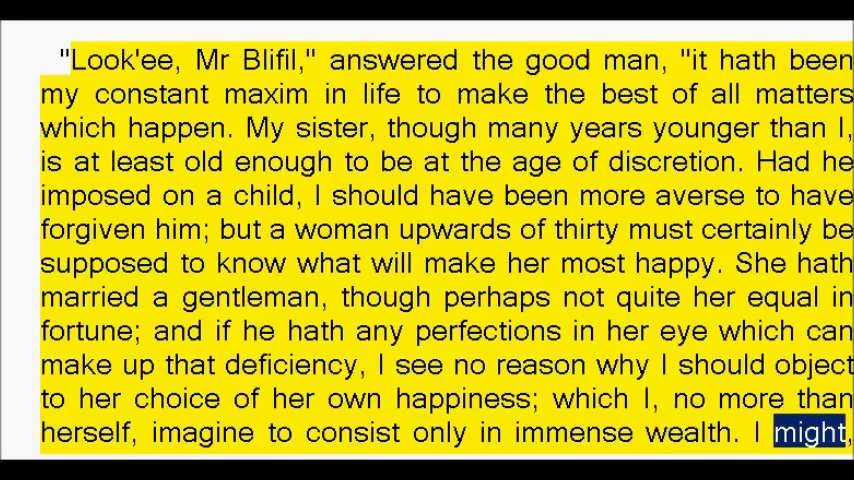 "Look'ee, Mr Blifil," answered the good man, "it hath been
my constant maxim in life to make the best of all matters
which happen. My sister, though many years younger than I,
is at least old enough to be at the age of discretion. Had he
imposed on a child, I should have been more averse to have
forgiven him; but a woman upwards of thirty must certainly be
supposed to know what will make her most happy. She hath
married a gentleman, though perhaps not quite her equal in
fortune; and if he hath any perfections in her eye which can
make up that deficiency, I see no reason why I should object
to her choice of her own happiness; which I, no more than
herself, imagine to consist only in immense wealth. I might,